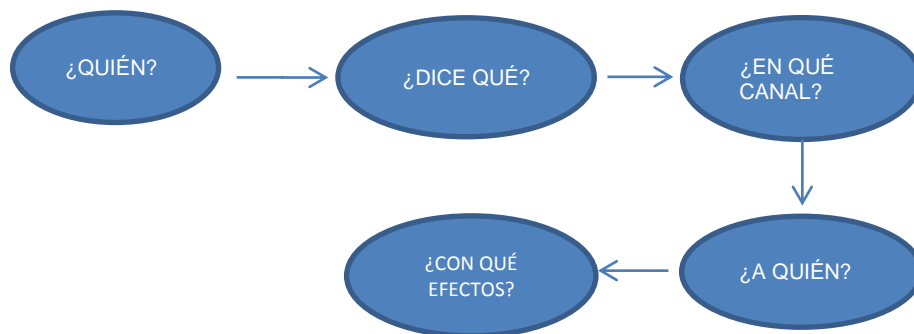 ¿QUIÉN?
¿DICE QUÉ?
¿EN QUÉ
CANAL?
¿A QUIÉN?
¿CON QUÉ
EFECTOS?